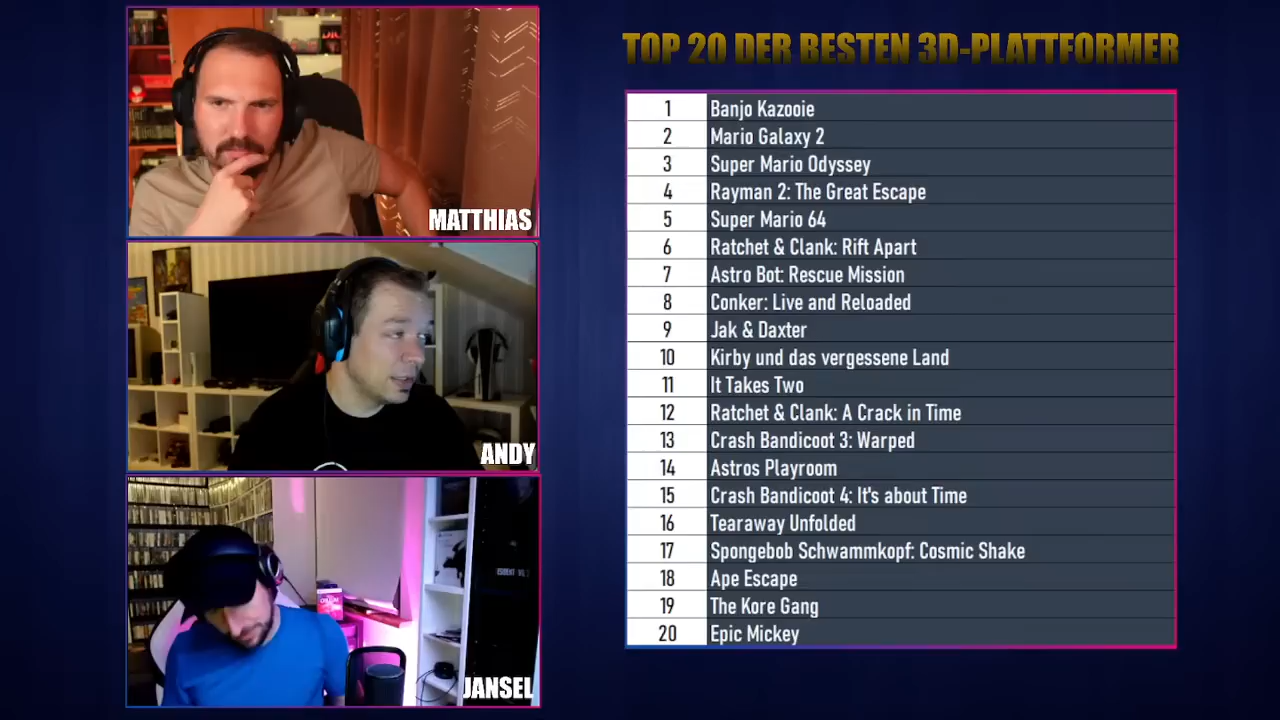 TOP 20 DER BESTEN 3D-PLATTFORMER
MATTHIAS
ANDY
JANSEL
1 Banjo Kazooie
2 Mario Galaxy 2
3 Super Mario Odyssey
4 Rayman 2: The Great Escape
5 Super Mario 64
6 Ratchet & Clank: Rift Apart
7 Astro Bot: Rescue Mission
8 Conker: Live and Reloaded
9 Jak & Daxter
10 Kirby und das vergessene Land
11 It Takes Two
12 Ratchet & Clank: A Crack in Time
13 Crash Bandicoot 3: Warped
14 Astros Playroom
15 Crash Bandicoot 4: It's about Time
16 Tearaway Unfolded
17 Spongebob Schwammkopf: Cosmic Shake
18 Ape Escape
19 The Kore Gang
20 Epic Mickey